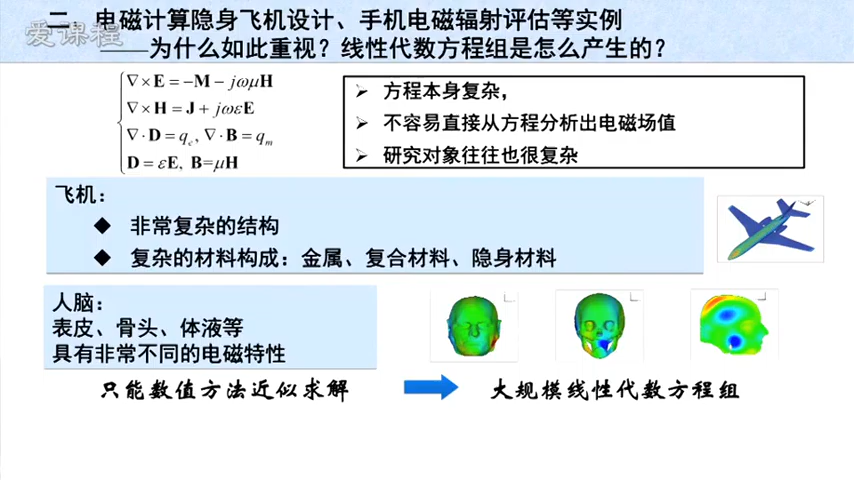 二、电磁计算隐身飞机设计、手机电磁辐射评估等实例
爱课程
——为什么如此重视？线性代数方程组是怎么产生的？
∇×E = −M − jωμH
∇×H = J + jωεE
∇·D = qc, ∇·B = qm
D = εE, B=μH
➢ 方程本身复杂，
➢ 不容易直接从方程分析出电磁场值
➢ 研究对象往往也很复杂
飞机：
◆ 非常复杂的结构
◆ 复杂的材料构成：金属、复合材料、隐身材料
人脑：
表皮、骨头、体液等
具有非常不同的电磁特性
只能数值方法近似求解
大规模线性代数方程组